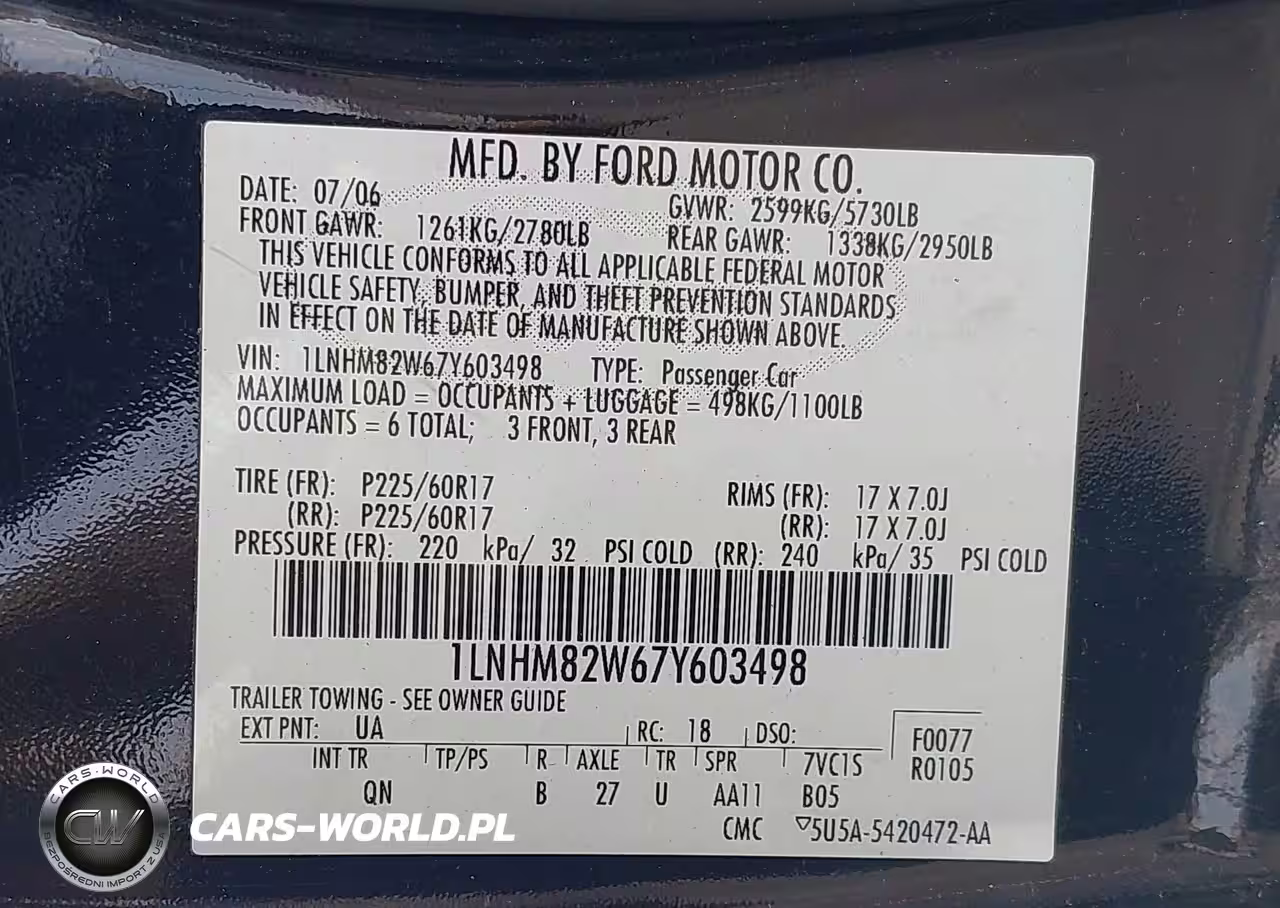 MFD. BY FORD MOTOR CO.
DATE: 07/06 GVWR: 2599KG/5730LB
FRONT GAWR: 1261KG/2780LB REAR GAWR: 1338KG/2950LB
THIS VEHICLE CONFORMS TO ALL APPLICABLE FEDERAL MOTOR
VEHICLE SAFETY, BUMPER, AND THEFT PREVENTION STANDARDS
IN EFFECT ON THE DATE OF MANUFACTURE SHOWN ABOVE.
VIN: 1LNHM82W67Y603498 TYPE: Passenger Car
MAXIMUM LOAD = OCCUPANTS + LUGGAGE = 498KG/1100LB
OCCUPANTS = 6 TOTAL; 3 FRONT, 3 REAR
TIRE (FR): P225/60R17 RIMS (FR): 17 X 7.0J
(RR): P225/60R17 (RR): 17 X 7.0J
PRESSURE (FR): 220 kPa/ 32 PSI COLD (RR): 240 kPa/ 35 PSI COLD
1LNHM82W67Y603498
TRAILER TOWING - SEE OWNER GUIDE
EXT PNT: UA RC: 18 DSO: F0077
INT TR TP/PS R AXLE TR SPR 7VC1S R0105
QN B 27 U AA11 B05
CMC ▽5U5A-5420472-AA
CARS-WORLD
CW
BEZPOŚREDNI IMPORT Z USA
CARS-WORLD.PL